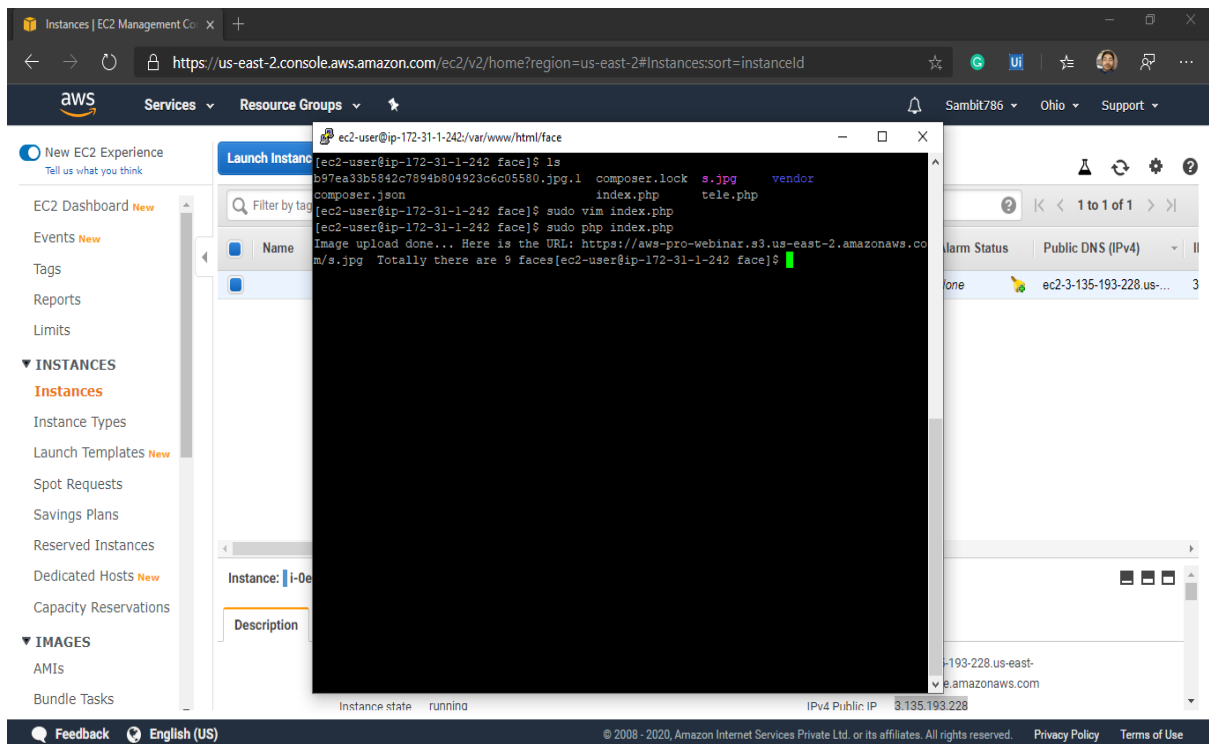 Instances | EC2 Management Co
https://us-east-2.console.aws.amazon.com/ec2/v2/home?region=us-east-2#Instances:sort=instanceId
G Ui
aws Services Resource Groups Sambit786 Ohio Support
New EC2 Experience
Tell us what you think
EC2 Dashboard New
Events New
Tags
Reports
Limits
INSTANCES
Instances
Instance Types
Launch Templates New
Spot Requests
Savings Plans
Reserved Instances
Dedicated Hosts New
Capacity Reservations
IMAGES
AMIs
Bundle Tasks
Launch Instanc
Filter by tag
1 to 1 of 1
Name
Alarm Status Public DNS (IPv4)
ec2-3-135-193-228.us-... 3
ec2-user@ip-172-31-1-242:/var/www/html/face
[ec2-user@ip-172-31-1-242 face]$ ls
b97ea33b5842c7894b804923c6c05580.jpg.1 composer.lock s.jpg vendor
composer.json index.php tele.php
[ec2-user@ip-172-31-1-242 face]$ sudo vim index.php
[ec2-user@ip-172-31-1-242 face]$ sudo php index.php
Image upload done... Here is the URL: https://aws-pro-webinar.s3.us-east-2.amazonaws.co
m/s.jpg Totally there are 9 faces[ec2-user@ip-172-31-1-242 face]$
Instance: i-0e
Description
-193-228.us-east-
e.amazonaws.com
Instance state running IPv4 Public IP 3.135.193.228
Feedback English (US) © 2008 - 2020, Amazon Internet Services Private Ltd. or its affiliates. All rights reserved. Privacy Policy Terms of Use